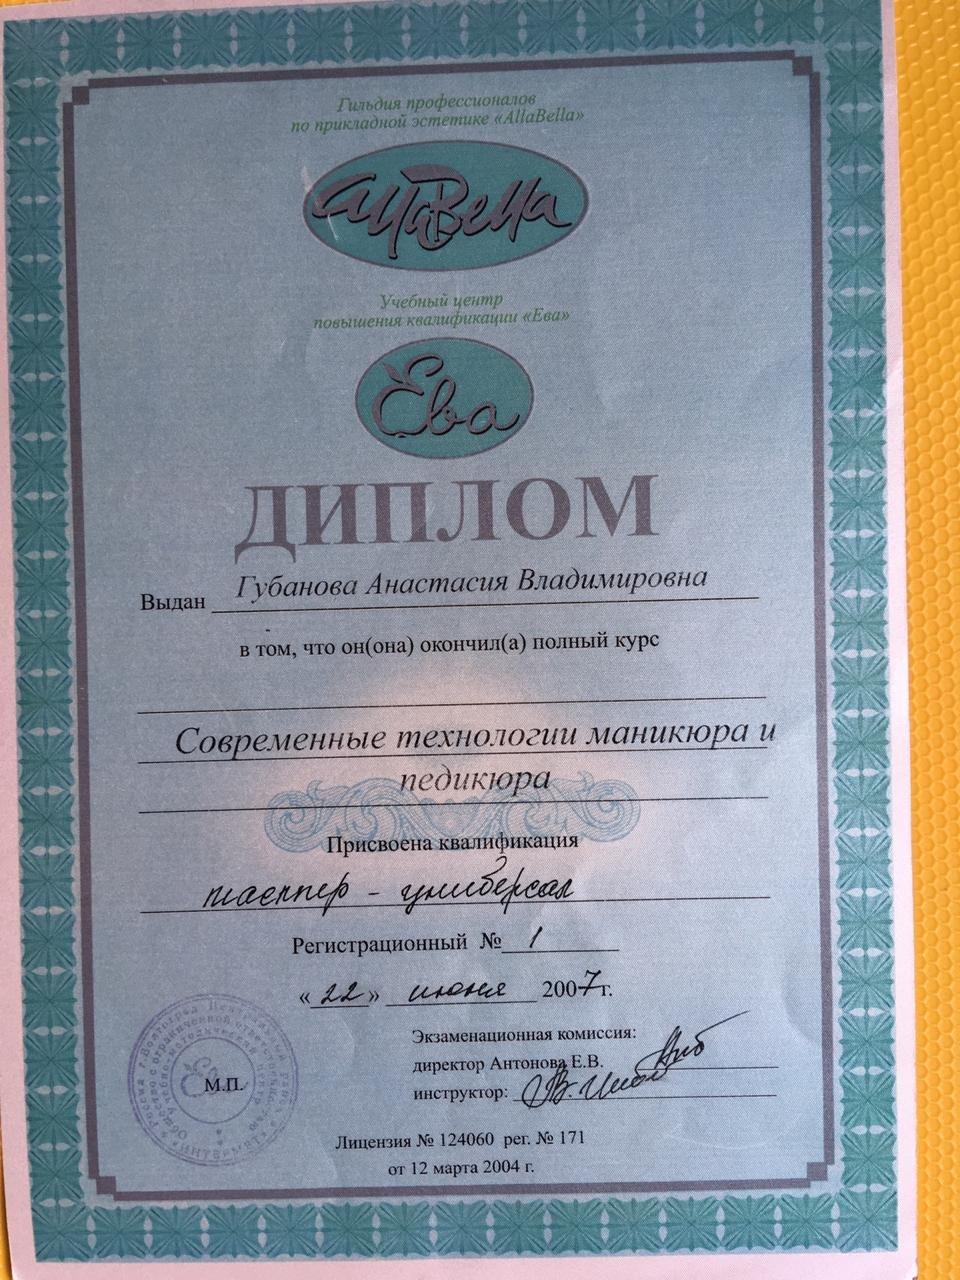 Гильдия профессионалов
по прикладной эстетике «AllaBella»
AllaBella
Учебный центр
повышения квалификации «Ева»
Ева
ДИПЛОМ
Выдан Губанова Анастасия Владимировна
в том, что он(она) окончил(а) полный курс
Современные технологии маникюра и
педикюра
Присвоена квалификация
мастер - универсал
Регистрационный № 1
«22» июня 2007г.
Экзаменационная комиссия:
директор Антонова Е.В.
инструктор:
М.П.
Лицензия № 124060 рег. № 171
от 12 марта 2004 г.